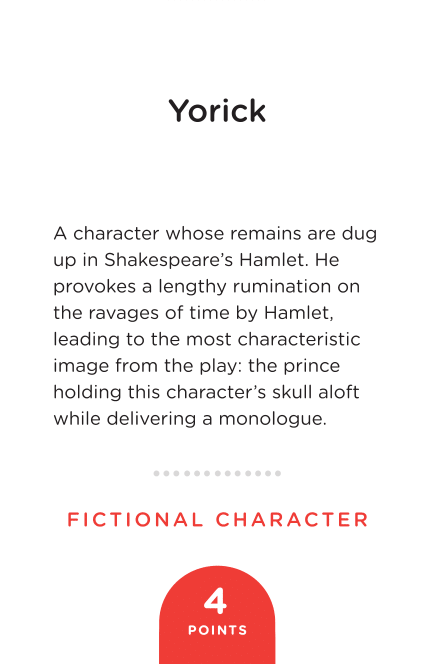 Yorick
A character whose remains are dug
up in Shakespeare’s Hamlet. He
provokes a lengthy rumination on
the ravages of time by Hamlet,
leading to the most characteristic
image from the play: the prince
holding this character’s skull aloft
while delivering a monologue.
FICTIONAL CHARACTER
4
POINTS